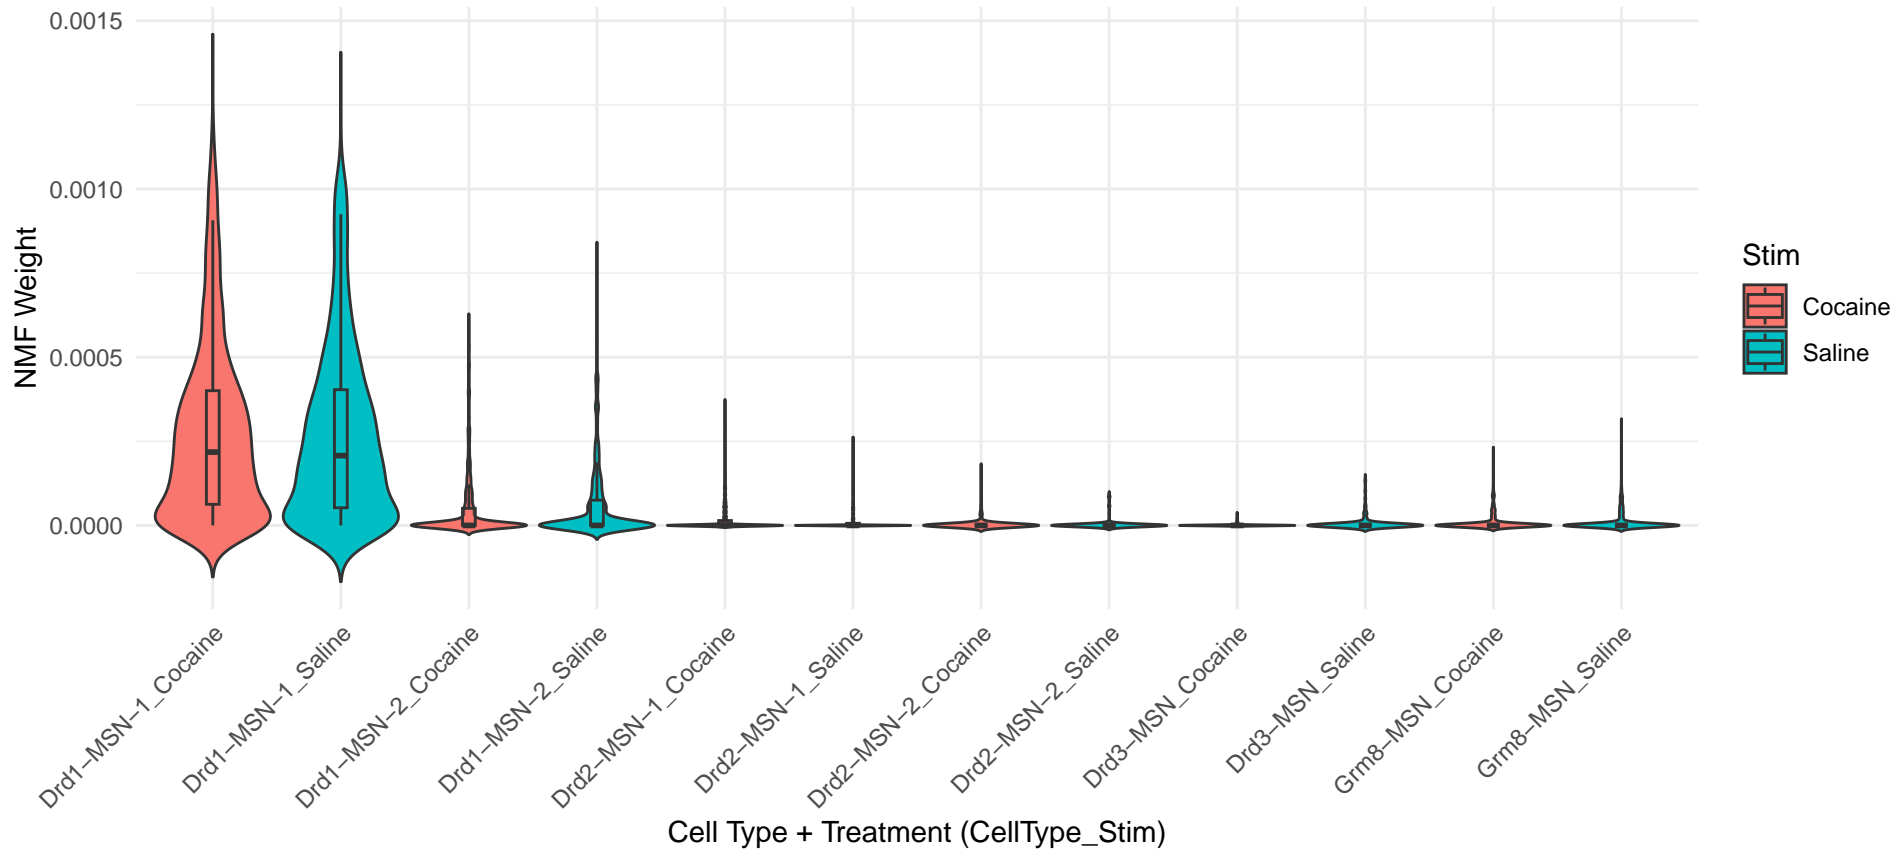 0.0015
0.0010
0.0005
0.0000
NMF Weight
Drd1−MSN−1_Cocaine
Drd1−MSN−1_Saline
Drd1−MSN−2_Cocaine
Drd1−MSN−2_Saline
Drd2−MSN−1_Cocaine
Drd2−MSN−1_Saline
Drd2−MSN−2_Cocaine
Drd2−MSN−2_Saline
Drd3−MSN_Cocaine
Drd3−MSN_Saline
Grm8−MSN_Cocaine
Grm8−MSN_Saline
Cell Type + Treatment (CellType_Stim)
Stim
Cocaine
Saline